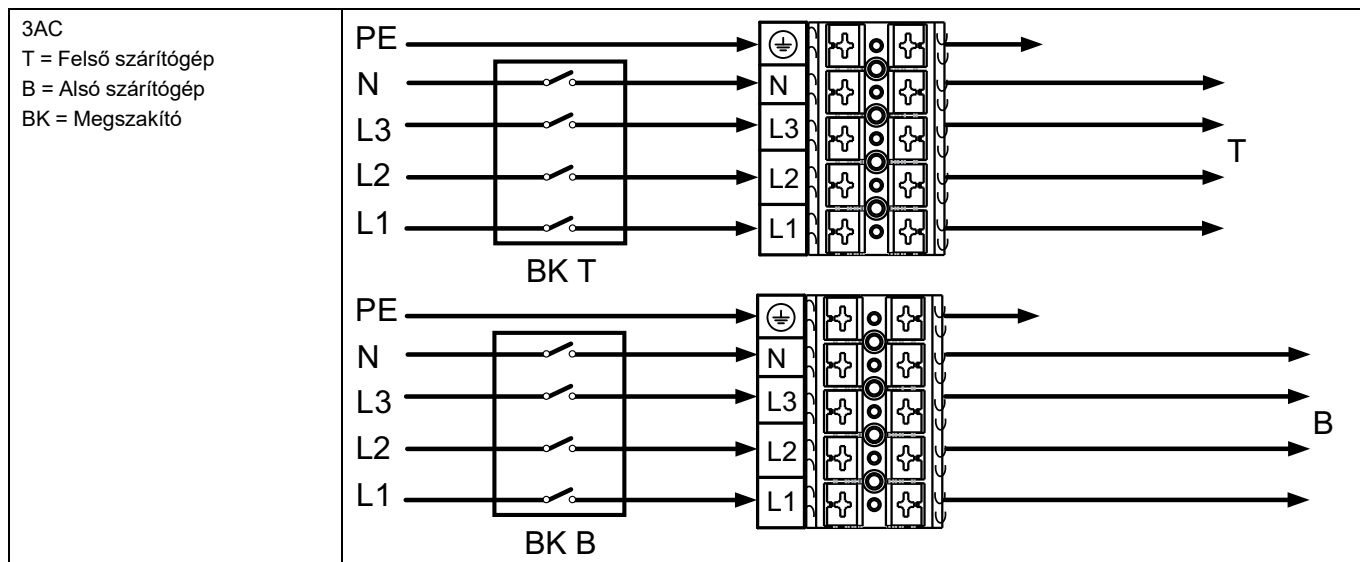 3AC
T = Felső szárítógép
B = Alsó szárítógép
BK = Megszakító
PE
N
L3
L2
L1
BK T
N
L3
L2
L1
T
PE
N
L3
L2
L1
BK B
N
L3
L2
L1
B